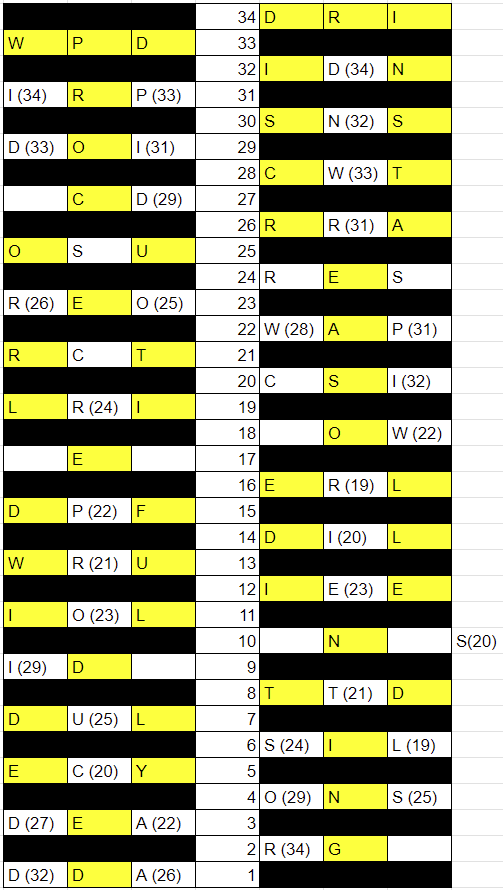 34 D R I
W P D 33
32 I D (34) N
I (34) R P (33) 31
30 S N (32) S
D (33) O I (31) 29
28 C W (33) T
C D (29) 27
26 R R (31) A
O S U 25
24 R E S
R (26) E O (25) 23
22 W (28) A P (31)
R C T 21
20 C S I (32)
L R (24) I 19
18 O W (22)
E 17
16 E R (19) L
D P (22) F 15
14 D I (20) L
W R (21) U 13
12 I E (23) E
I O (23) L 11
10 N S(20)
I (29) D 9
8 T T (21) D
D U (25) L 7
6 S (24) I L (19)
E C (20) Y 5
4 O (29) N S (25)
D (27) E A (22) 3
2 R (34) G
D (32) D A (26) 1